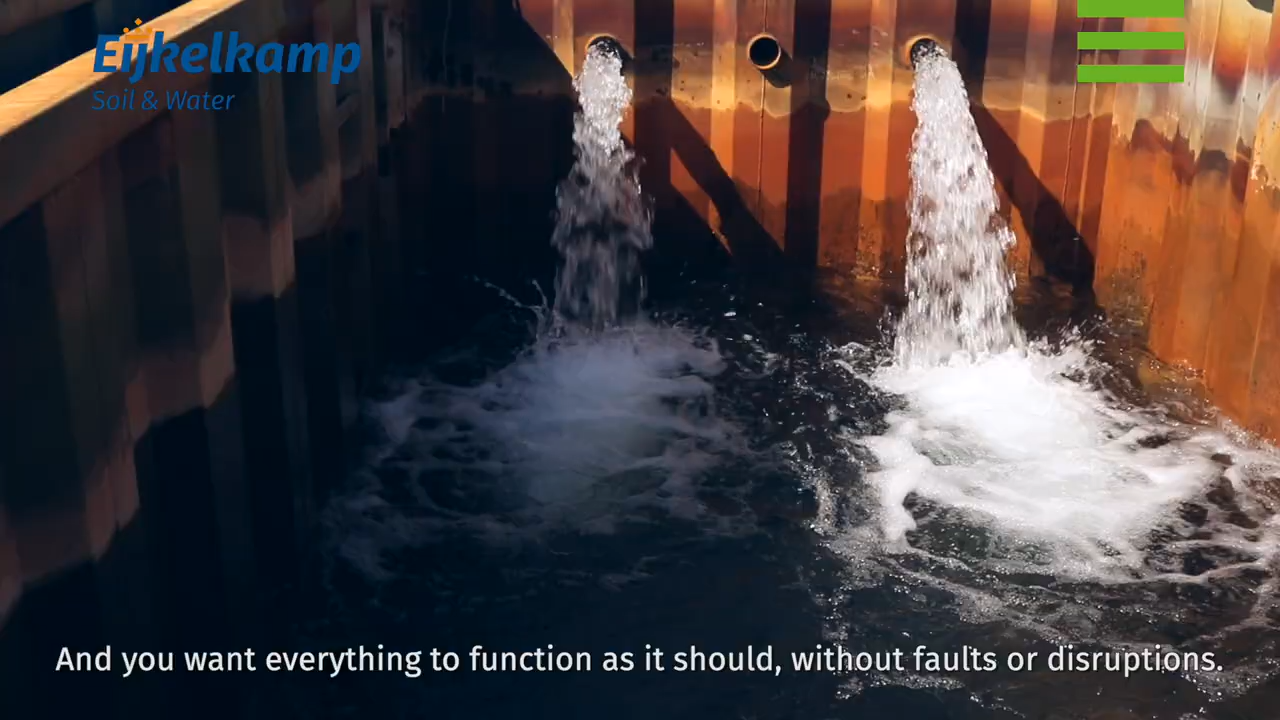 Eijkelkamp
Soil & Water
And you want everything to function as it should, without faults or disruptions.